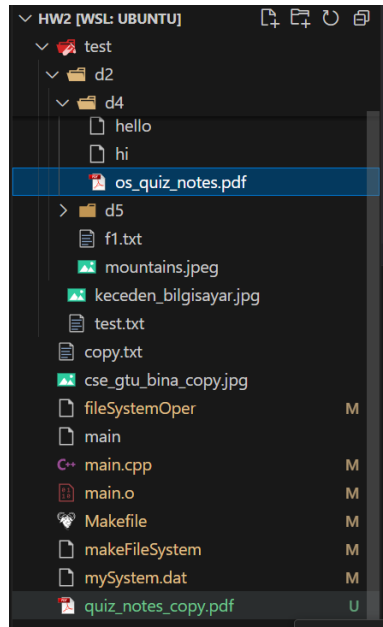 HW2 [WSL: UBUNTU]
test
d2
d4
hello
hi
os_quiz_notes.pdf
d5
f1.txt
mountains.jpeg
keceden_bilgisayar.jpg
test.txt
copy.txt
cse_gtu_bina_copy.jpg
fileSystemOper M
main
C++ main.cpp M
main.o M
Makefile M
makeFileSystem M
mySystem.dat M
quiz_notes_copy.pdf U